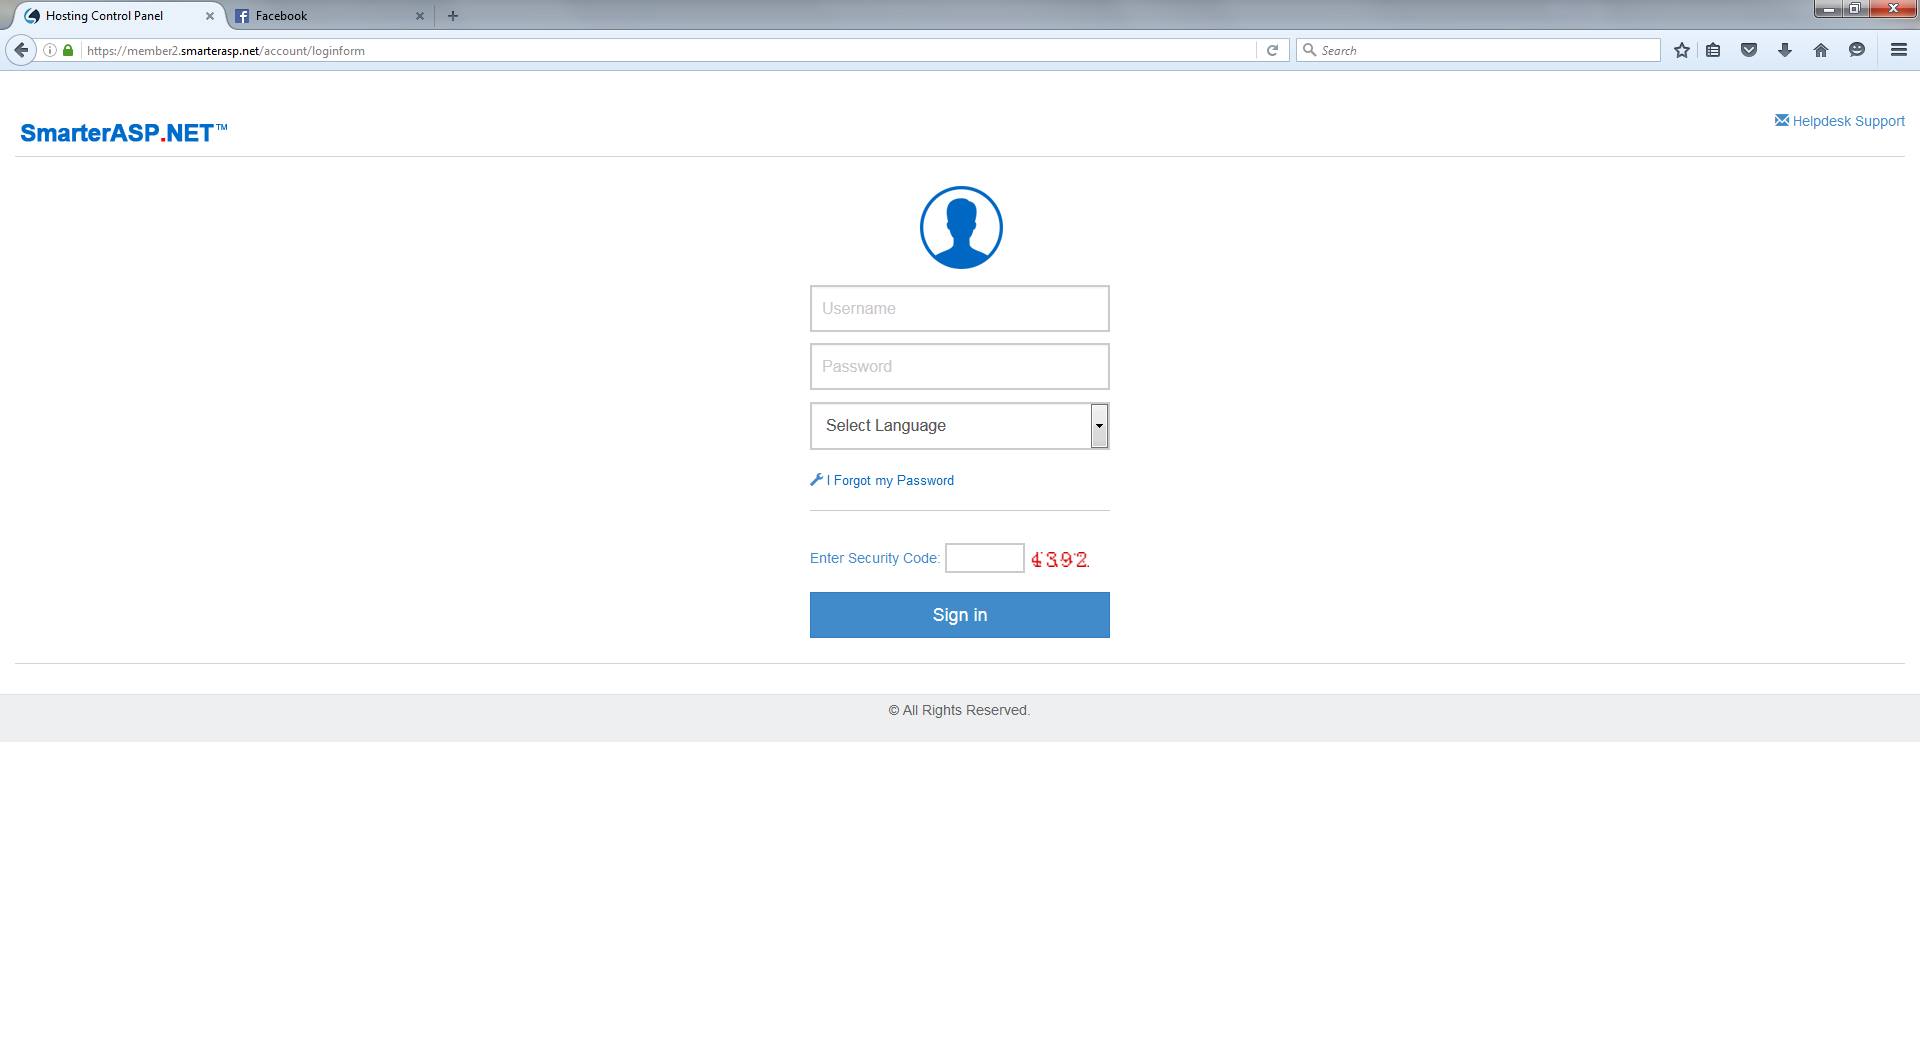 Hosting Control Panel
Facebook
https://member2.smarterasp.net/account/loginform
Search
SmarterASP.NET™
Helpdesk Support
Username
Password
Select Language
I Forgot my Password
Enter Security Code:
4392
Sign in
© All Rights Reserved.